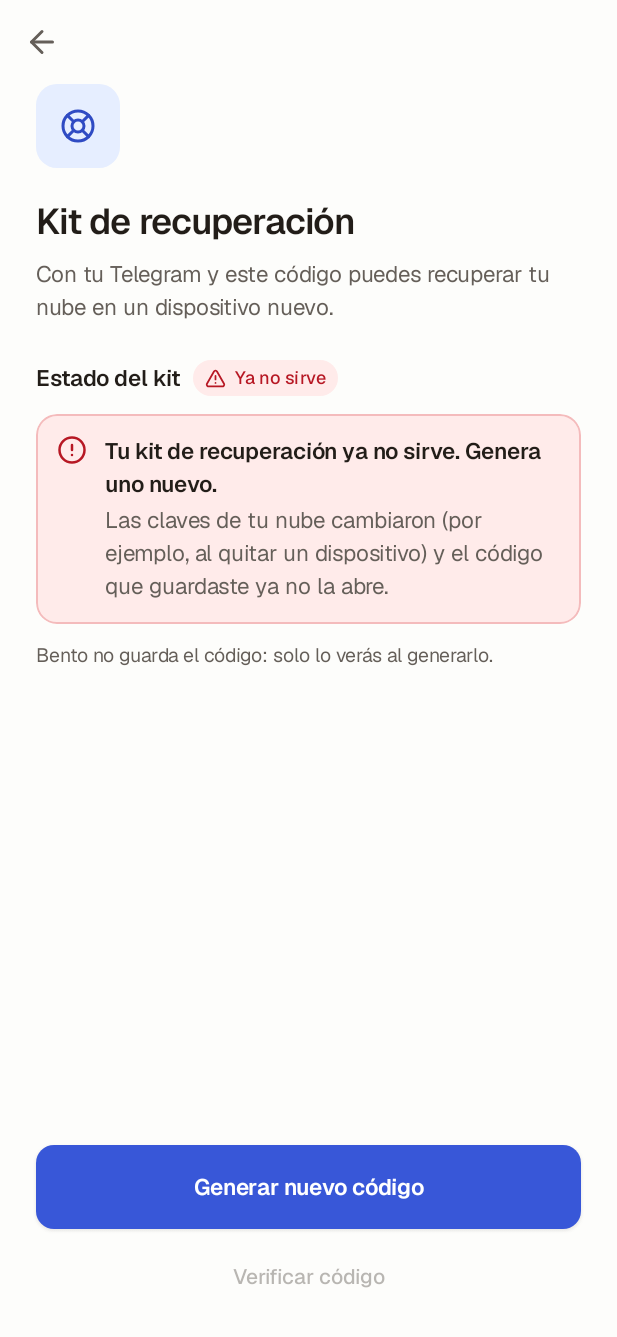 Kit de recuperación
Con tu Telegram y este código puedes recuperar tu
nube en un dispositivo nuevo.
Estado del kit
Ya no sirve
Tu kit de recuperación ya no sirve. Genera
uno nuevo.
Las claves de tu nube cambiaron (por
ejemplo, al quitar un dispositivo) y el código
que guardaste ya no la abre.
Bento no guarda el código: solo lo verás al generarlo.
Generar nuevo código
Verificar código